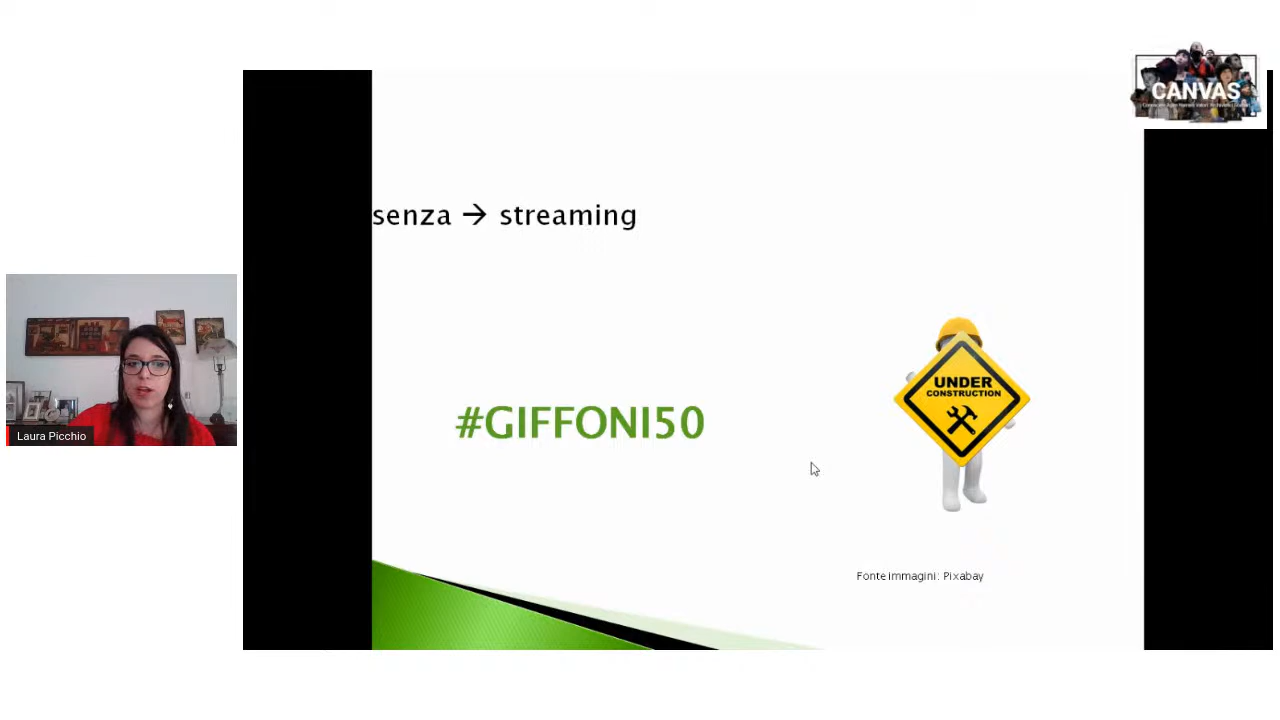 CANVAS
senza → streaming
UNDER
CONSTRUCTION
#GIFFONI50
Laura Picchio
Fonte immagini: Pixabay